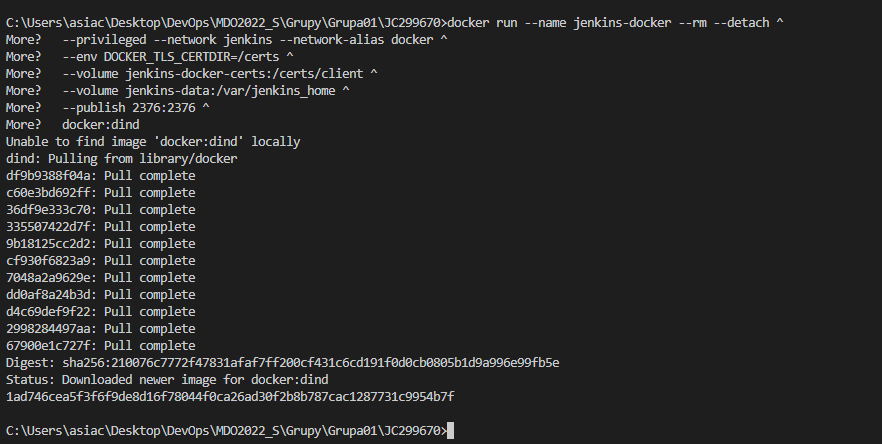 C:\Users\asiac\Desktop\DevOps\MDO2022_S\Grupy\Grupa01\JC299670>docker run --name jenkins-docker --rm --detach ^
More?   --privileged --network jenkins --network-alias docker ^
More?   --env DOCKER_TLS_CERTDIR=/certs ^
More?   --volume jenkins-docker-certs:/certs/client ^
More?   --volume jenkins-data:/var/jenkins_home ^
More?   --publish 2376:2376 ^
More?   docker:dind
Unable to find image 'docker:dind' locally
dind: Pulling from library/docker
df9b9388f04a: Pull complete
c60e3bd692ff: Pull complete
36df9e333c70: Pull complete
335507422d7f: Pull complete
9b18125cc2d2: Pull complete
cf930f6823a9: Pull complete
7048a2a9629e: Pull complete
dd0af8a24b3d: Pull complete
d4c69def9f22: Pull complete
2998284497aa: Pull complete
67900e1c727f: Pull complete
Digest: sha256:210076c7772f47831afaf7ff200cf431c6cd191f0d0cb0805b1d9a996e99fb5e
Status: Downloaded newer image for docker:dind
1ad746cea5f3f6f9de8d16f78044f0ca26ad30f2b8b787cac1287731c9954b7f
C:\Users\asiac\Desktop\DevOps\MDO2022_S\Grupy\Grupa01\JC299670>